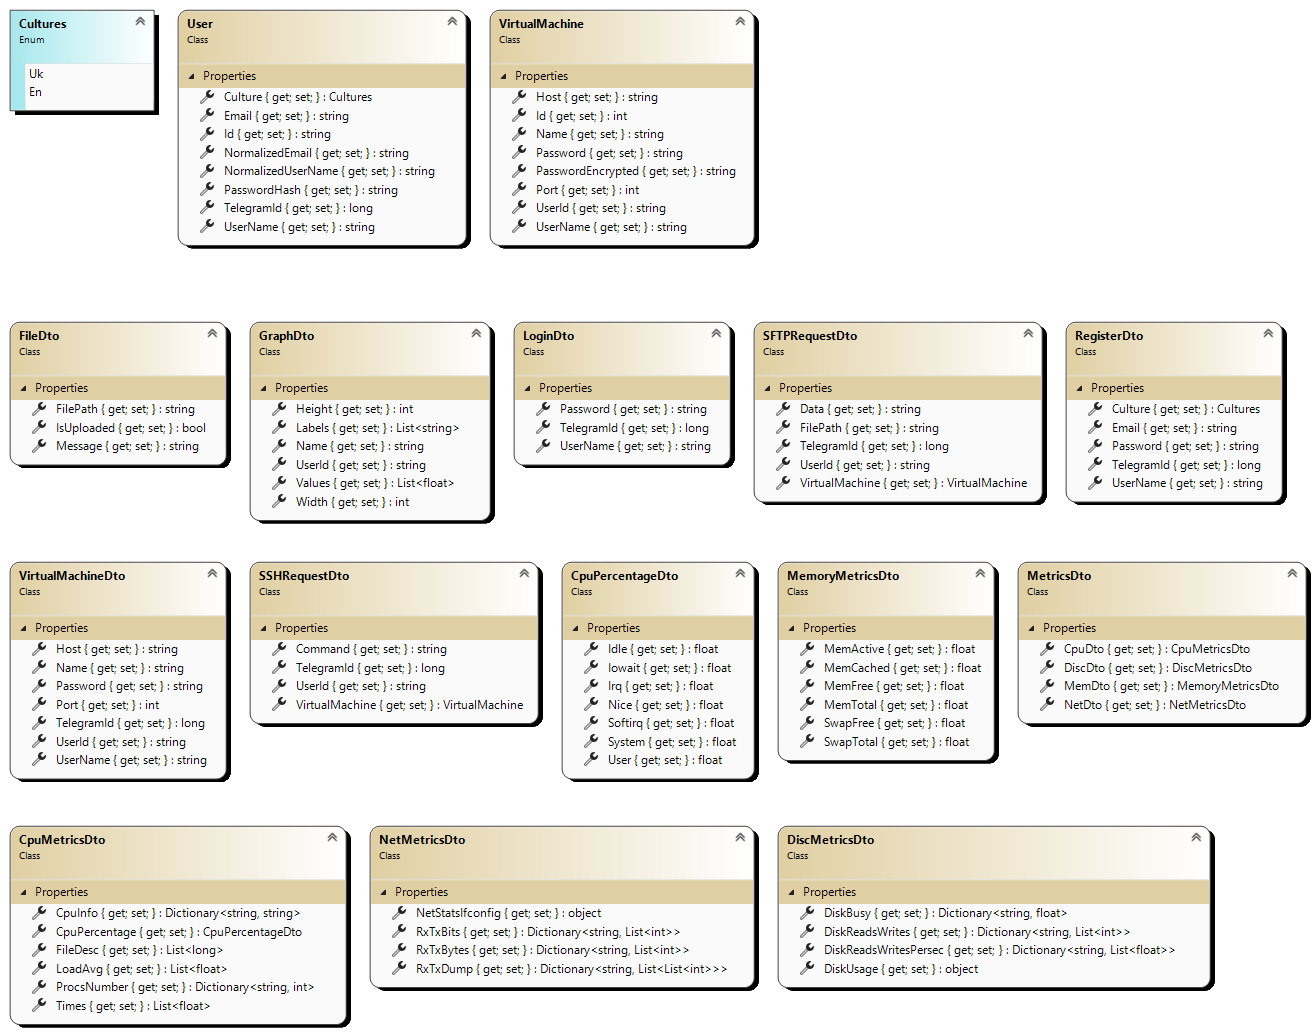 Cultures
Enum
Uk
En
User
Class
Properties
Culture { get; set; } : Cultures
Email { get; set; } : string
Id { get; set; } : string
NormalizedEmail { get; set; } : string
NormalizedUserName { get; set; } : string
PasswordHash { get; set; } : string
TelegramId { get; set; } : long
UserName { get; set; } : string
VirtualMachine
Class
Properties
Host { get; set; } : string
Id { get; set; } : int
Name { get; set; } : string
Password { get; set; } : string
PasswordEncrypted { get; set; } : string
Port { get; set; } : int
UserId { get; set; } : string
UserName { get; set; } : string
FileDto
Class
Properties
FilePath { get; set; } : string
IsUploaded { get; set; } : bool
Message { get; set; } : string
GraphDto
Class
Properties
Height { get; set; } : int
Labels { get; set; } : List<string>
Name { get; set; } : string
UserId { get; set; } : string
Values { get; set; } : List<float>
Width { get; set; } : int
LoginDto
Class
Properties
Password { get; set; } : string
TelegramId { get; set; } : long
UserName { get; set; } : string
SFTPRequestDto
Class
Properties
Data { get; set; } : string
FilePath { get; set; } : string
TelegramId { get; set; } : long
UserId { get; set; } : string
VirtualMachine { get; set; } : VirtualMachine
RegisterDto
Class
Properties
Culture { get; set; } : Cultures
Email { get; set; } : string
Password { get; set; } : string
TelegramId { get; set; } : long
UserName { get; set; } : string
VirtualMachineDto
Class
Properties
Host { get; set; } : string
Name { get; set; } : string
Password { get; set; } : string
Port { get; set; } : int
TelegramId { get; set; } : long
UserId { get; set; } : string
UserName { get; set; } : string
SSHRequestDto
Class
Properties
Command { get; set; } : string
TelegramId { get; set; } : long
UserId { get; set; } : string
VirtualMachine { get; set; } : VirtualMachine
CpuPercentageDto
Class
Properties
Idle { get; set; } : float
Iowait { get; set; } : float
Irq { get; set; } : float
Nice { get; set; } : float
Softirq { get; set; } : float
System { get; set; } : float
User { get; set; } : float
MemoryMetricsDto
Class
Properties
MemActive { get; set; } : float
MemCached { get; set; } : float
MemFree { get; set; } : float
MemTotal { get; set; } : float
SwapFree { get; set; } : float
SwapTotal { get; set; } : float
MetricsDto
Class
Properties
CpuDto { get; set; } : CpuMetricsDto
DiscDto { get; set; } : DiscMetricsDto
MemDto { get; set; } : MemoryMetricsDto
NetDto { get; set; } : NetMetricsDto
CpuMetricsDto
Class
Properties
CpuInfo { get; set; } : Dictionary<string, string>
CpuPercentage { get; set; } : CpuPercentageDto
FileDesc { get; set; } : List<long>
LoadAvg { get; set; } : List<float>
ProcsNumber { get; set; } : Dictionary<string, int>
Times { get; set; } : List<float>
NetMetricsDto
Class
Properties
NetStatsIfconfig { get; set; } : object
RxTxBits { get; set; } : Dictionary<string, List<int>>
RxTxBytes { get; set; } : Dictionary<string, List<int>>
RxTxDump { get; set; } : Dictionary<string, List<List<int>>>
DiscMetricsDto
Class
Properties
DiskBusy { get; set; } : Dictionary<string, float>
DiskReadsWrites { get; set; } : Dictionary<string, List<int>>
DiskReadsWritesPersec { get; set; } : Dictionary<string, List<float>>
DiskUsage { get; set; } : object